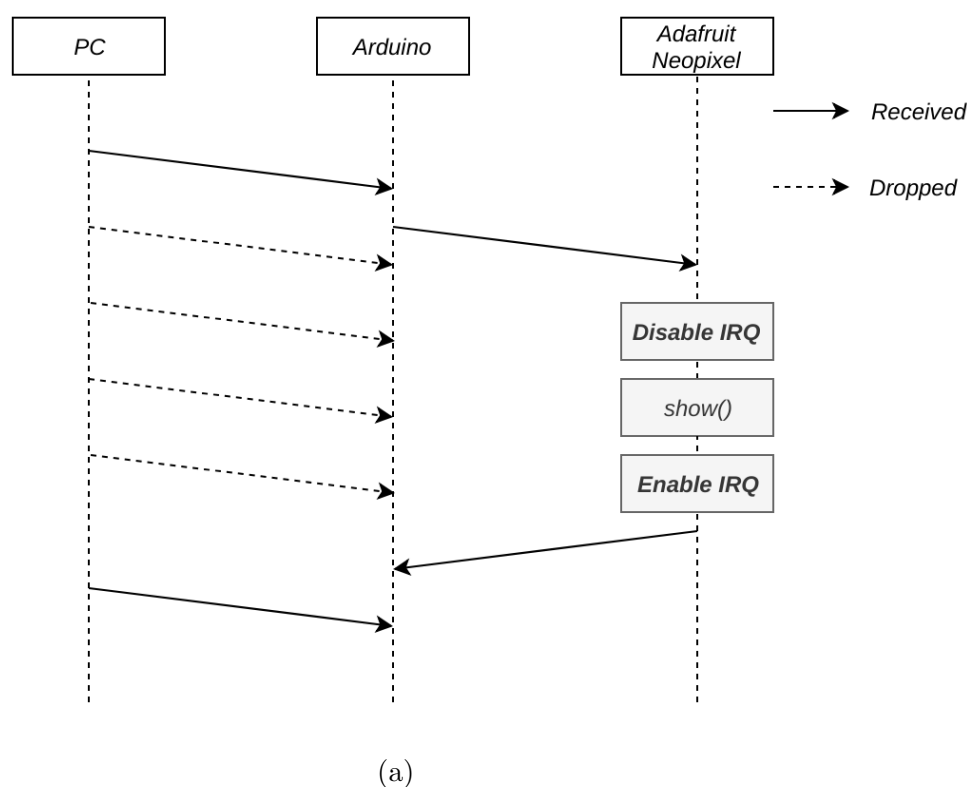 PC
Arduino
Adafruit
Neopixel
Received
Dropped
Disable IRQ
show()
Enable IRQ
(a)